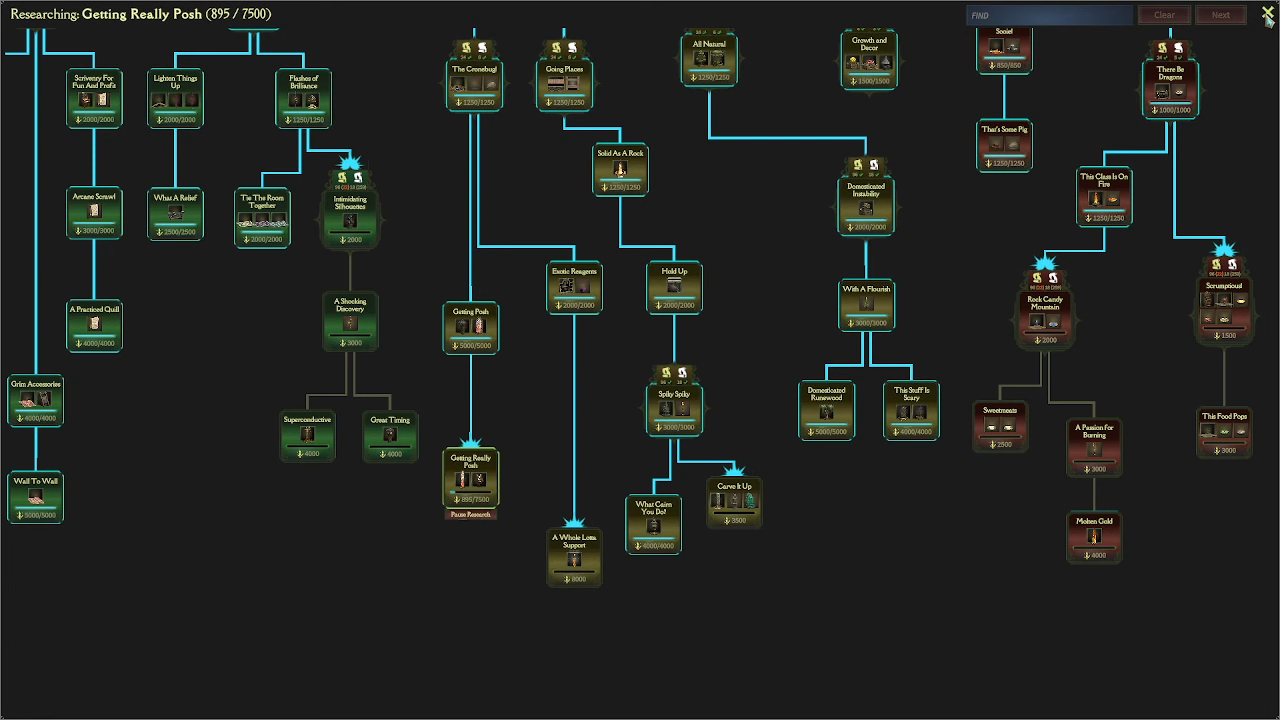 Researching: Getting Really Posh (895 / 7500)
FIND
Clear
Next
Scrivenry For
Fun And Profit
2000/2000
Lighten Things
Up
2000/2000
Flashes of
Brilliance
1250/1250
The Cronebug!
1250/1250
Going Places
1250/1250
All Natural
1250/1250
Growth and
Decor
1500/1500
850/850
There Be
Dragons
1000/1000
That's Some Pig
1250/1250
Solid As A Rock
1250/1250
Arcane Scrawl
3000/3000
What A Relief
2500/2500
Tie The Room
Together
2000/2000
Intimidating
Silhouettes
2000
Domesticated
Instability
2000/2000
This Class Is On
Fire
1250/1250
A Practiced Quill
4000/4000
A Shocking
Discovery
3000
Getting Posh
5000/5000
Exotic Reagents
2000/2000
Hold Up
2000/2000
With A Flourish
3000/3000
Rock Candy
Mountain
2000
Scrumptious!
1500
Grim Accessories
4000/4000
Superconductive
4000
Great Timing
4000
Spiky Spiky
3000/3000
Domesticated
Runewood
5000/5000
This Stuff Is
Scary
4000/4000
Sweetmeats
2500
A Passion for
Burning
3000
This Food Pops
3000
Wall To Wall
5000/5000
Getting Really
Posh
895/7500
Pause Research
A Whole Lotta
Support
8000
What Cairn
You Do?
4000/4000
Carve It Up
3500
Molten Gold
4000